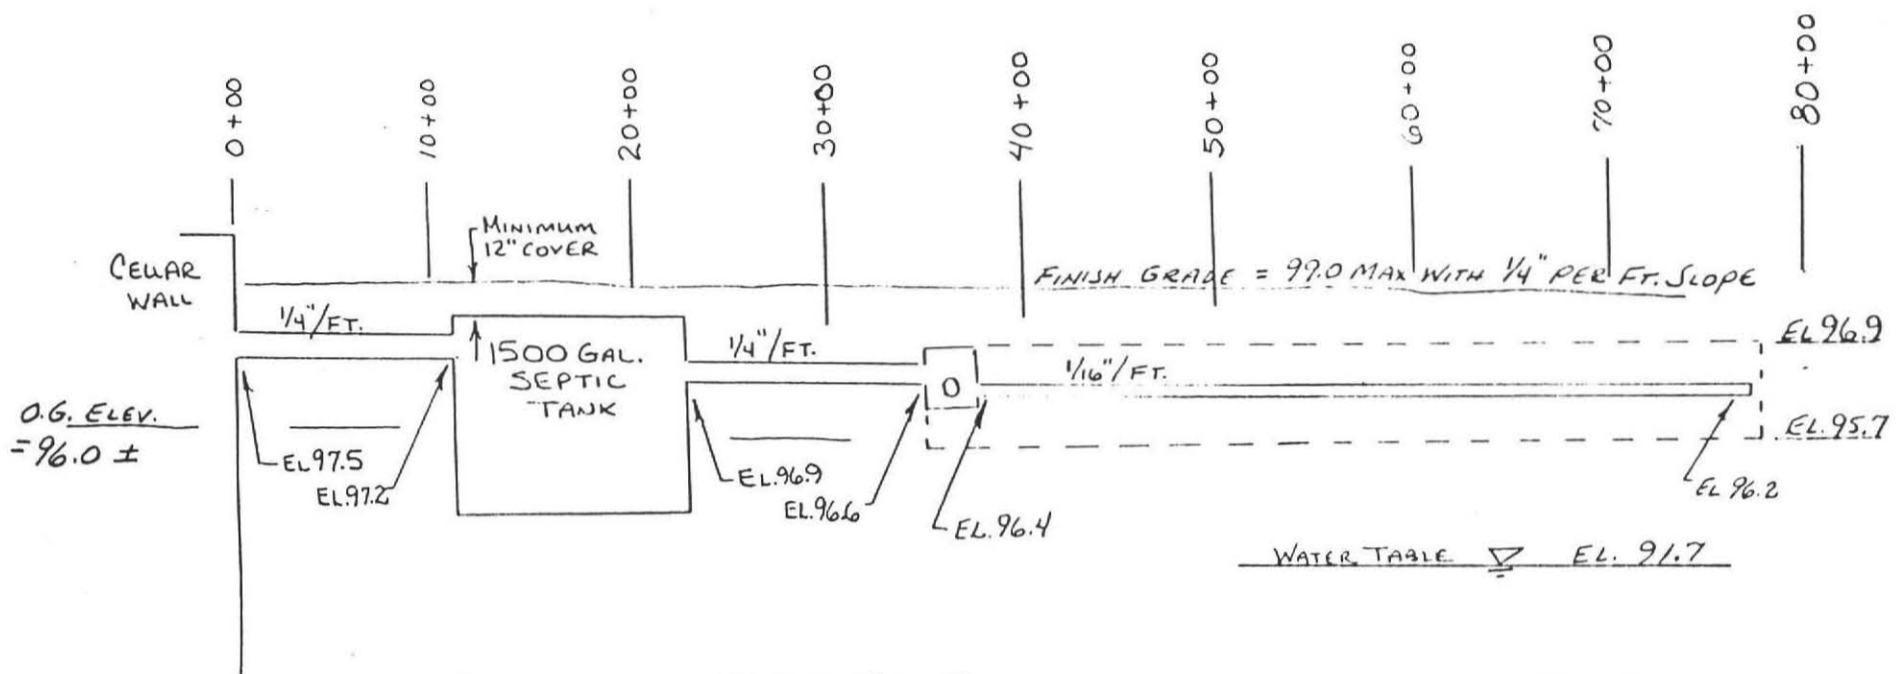 0+00
10+00
20+00
30+00
40+00
50+00
60+00
70+00
80+00
MINIMUM
12" COVER
CELLAR
WALL
FINISH GRADE = 99.0 MAX WITH 1/4" PER FT. SLOPE
1/4"/FT.
1500 GAL.
SEPTIC
TANK
1/4"/FT.
1/16"/FT.
EL 96.9
O.G. ELEV.
=96.0 ±
EL 97.5
EL.97.2
EL.96.9
EL.96.6
O
EL.96.4
EL.95.7
EL 96.2
WATER TABLE EL. 91.7